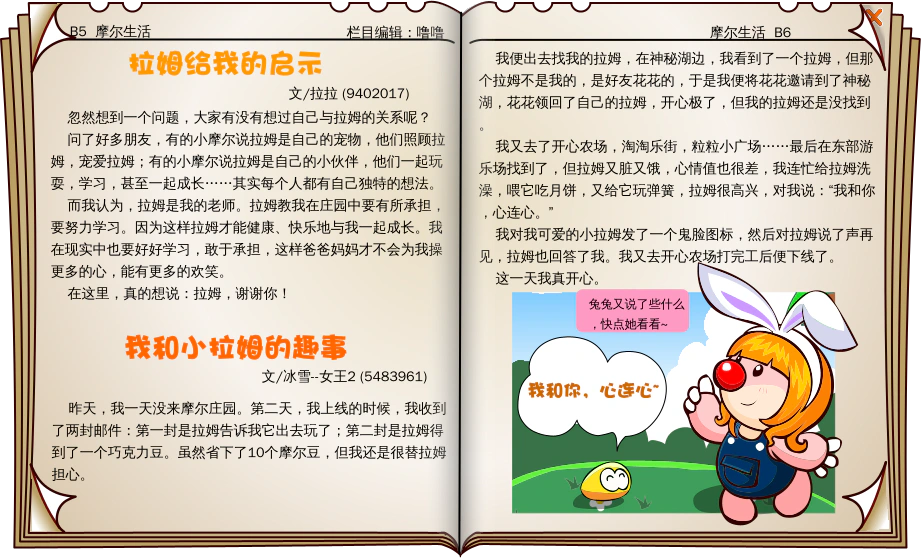 B5 摩尔生活
栏目编辑：噜噜
拉姆给我的启示
文/拉拉 (9402017)
忽然想到一个问题，大家有没有想过自己与拉姆的关系呢？
问了好多朋友，有的小摩尔说拉姆是自己的宠物，他们照顾拉
姆，宠爱拉姆；有的小摩尔说拉姆是自己的小伙伴，他们一起玩
耍，学习，甚至一起成长……其实每个人都有自己独特的想法。
而我认为，拉姆是我的老师。拉姆教我在庄园中要有所承担，
要努力学习。因为这样拉姆才能健康、快乐地与我一起成长。我
在现实中也要好好学习，敢于承担，这样爸爸妈妈才不会为我操
更多的心，能有更多的欢笑。
在这里，真的想说：拉姆，谢谢你！
我和小拉姆的趣事
文/冰雪--女王2 (5483961)
昨天，我一天没来摩尔庄园。第二天，我上线的时候，我收到
了两封邮件：第一封是拉姆告诉我它出去玩了；第二封是拉姆得
到了一个巧克力豆。虽然省下了10个摩尔豆，但我还是很替拉姆
担心。
摩尔生活 B6
我便出去找我的拉姆，在神秘湖边，我看到了一个拉姆，但那
个拉姆不是我的，是好友花花的，于是我便将花花邀请到了神秘
湖，花花领回了自己的拉姆，开心极了，但我的拉姆还是没找到
。
我又去了开心农场，淘淘乐街，粒粒小广场……最后在东部游
乐场找到了，但拉姆又脏又饿，心情值也很差，我连忙给拉姆洗
澡，喂它吃月饼，又给它玩弹簧，拉姆很高兴，对我说：“我和你
，心连心。”
我对我可爱的小拉姆发了一个鬼脸图标，然后对拉姆说了声再
见，拉姆也回答了我。我又去开心农场打完工后便下线了。
这一天我真开心。
兔兔又说了些什么
，快点她看看~
我和你，心连心~